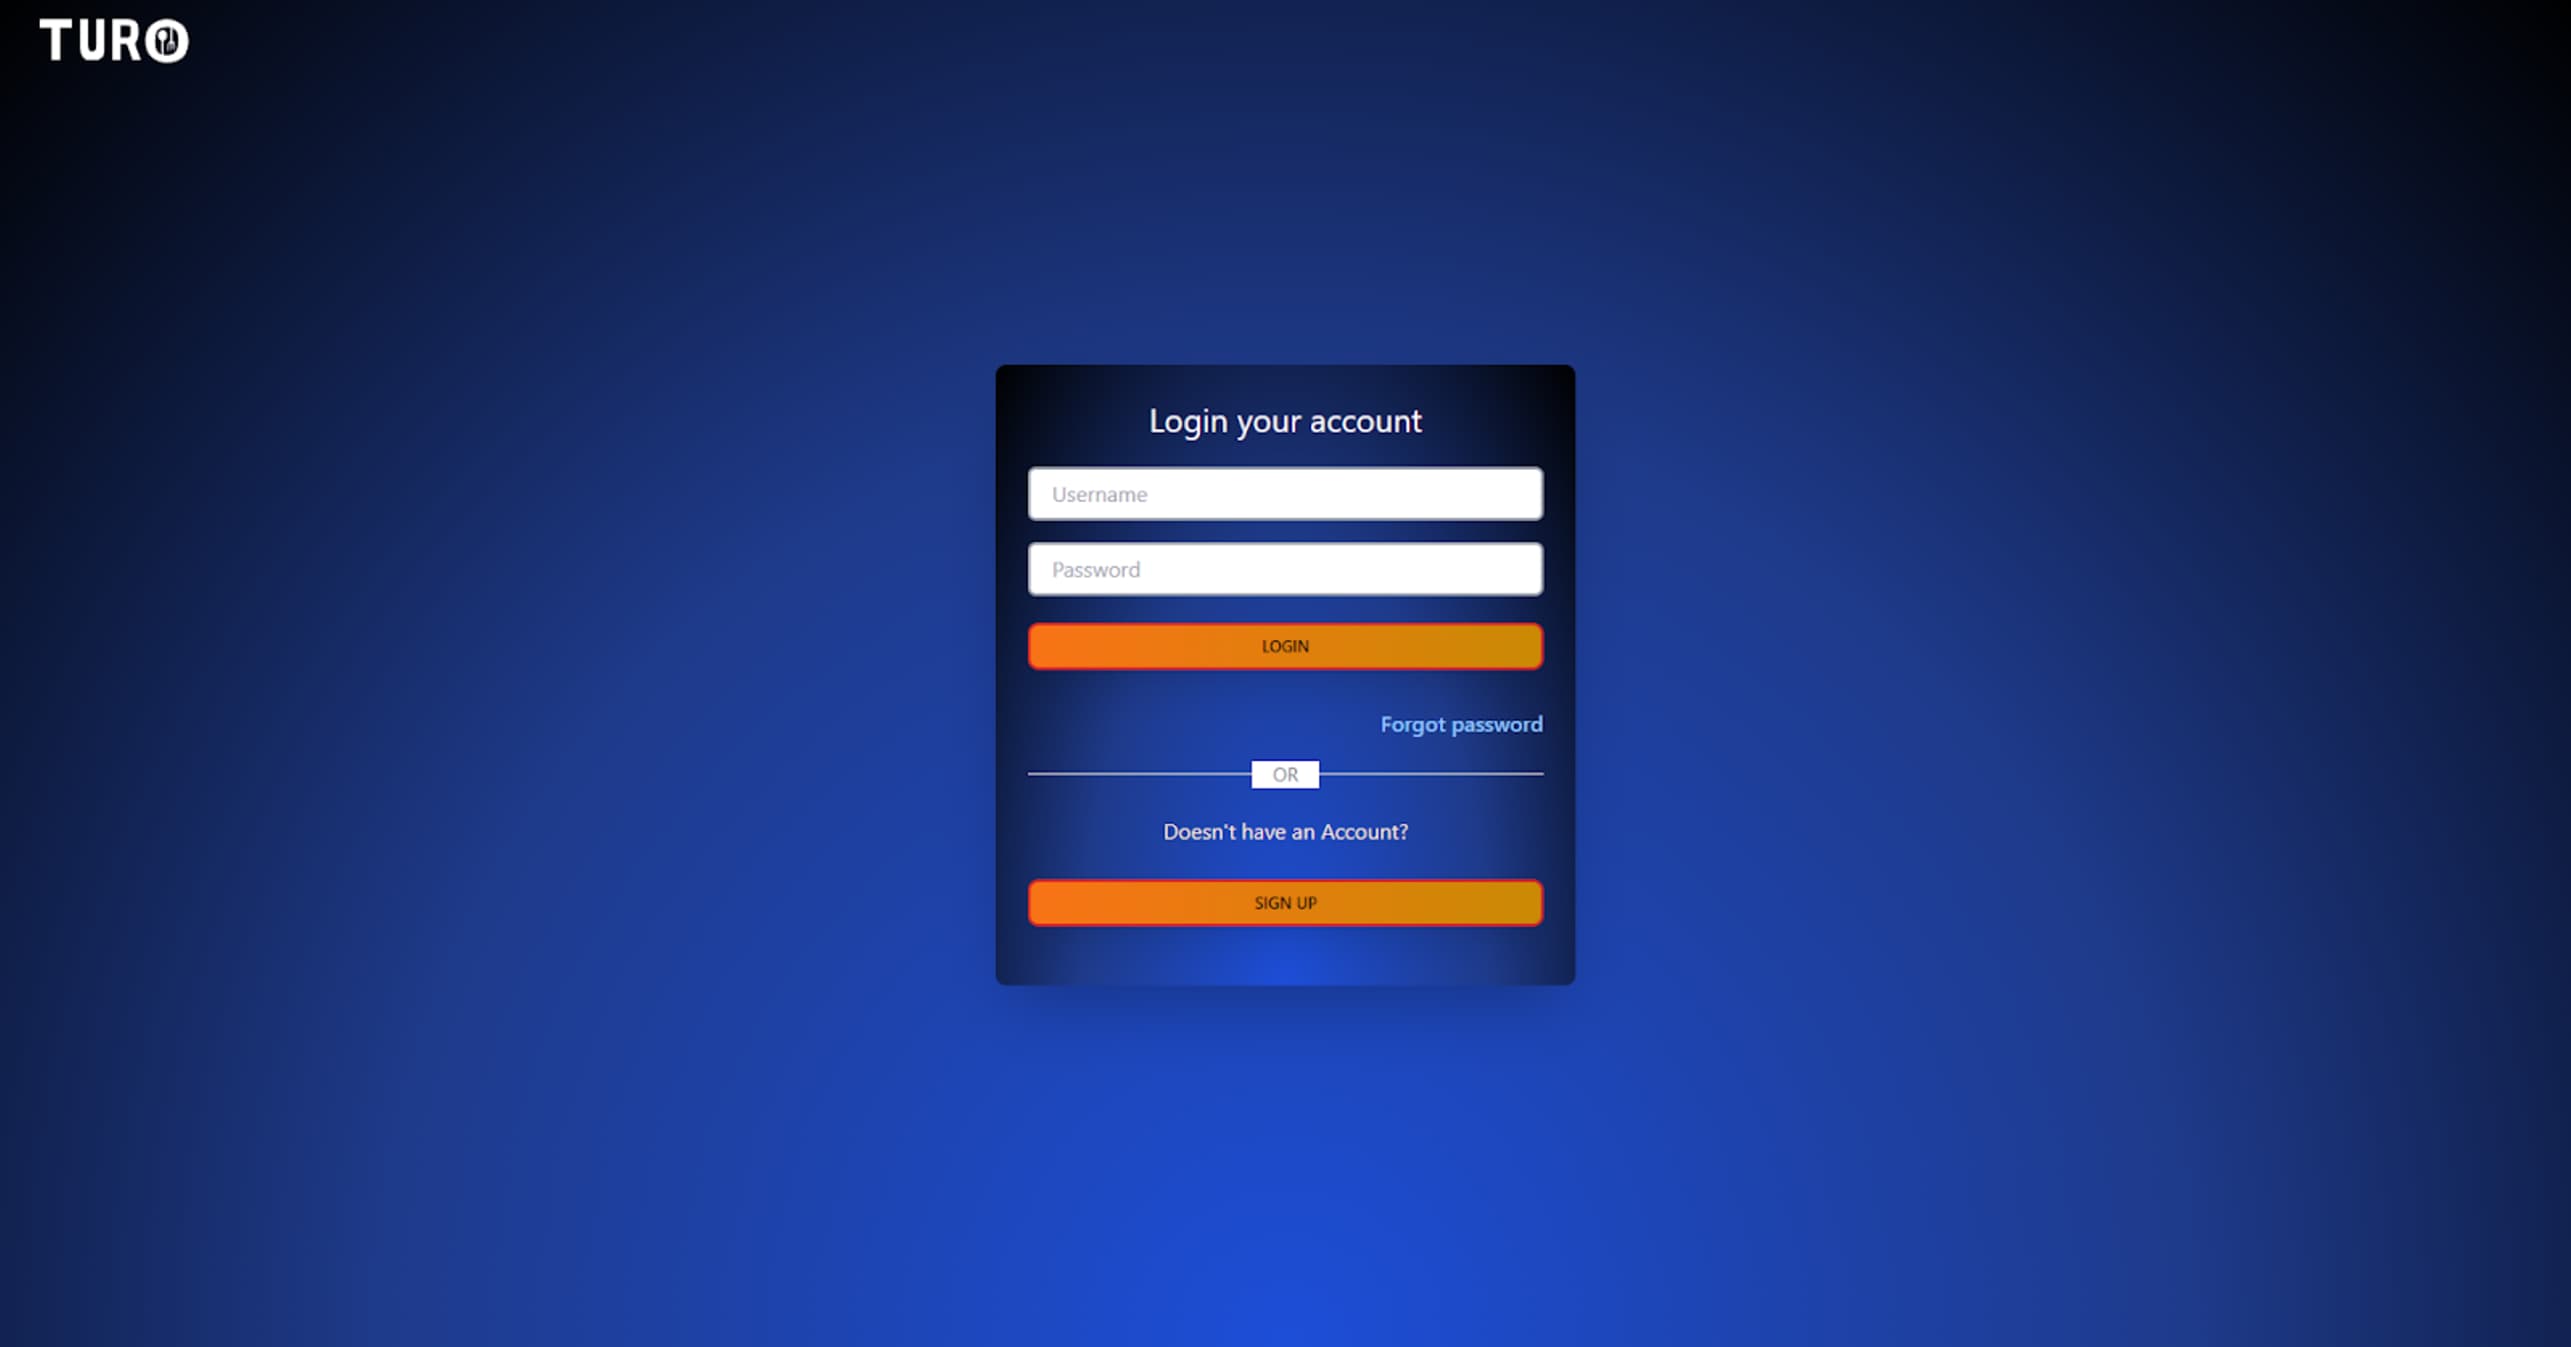 TURO
Login your account
Username
Password
LOGIN
Forgot password
OR
Doesn't have an Account?
SIGN UP